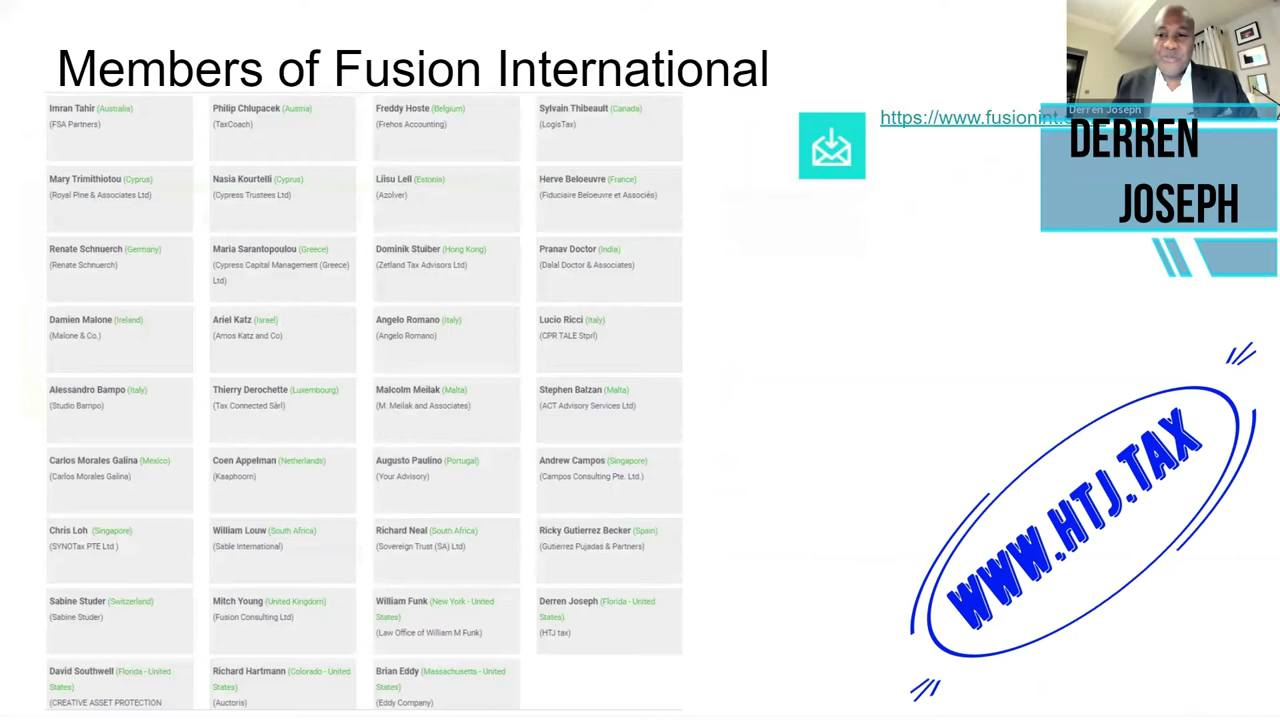 Members of Fusion International
Imran Tahir (Australia)
(FSA Partners)
Philip Chlupacek (Austria)
(TaxCoach)
Freddy Hoste (Belgium)
(Frehos Accounting)
Sylvain Thibeault (Canada)
(LogisTax)
Mary Trimithiotou (Cyprus)
(Royal Pine & Associates Ltd)
Nasia Kourtelli (Cyprus)
(Cypress Trustees Ltd)
Liisu Lell (Estonia)
(Azolver)
Herve Beloeuvre (France)
(Fiduciaire Beloeuvre et Associés)
Renate Schnuerch (Germany)
(Renate Schnuerch)
Maria Sarantopoulou (Greece)
(Cypress Capital Management (Greece)
Ltd)
Dominik Stuiber (Hong Kong)
(Zetland Tax Advisors Ltd)
Pranav Doctor (India)
(Dalal Doctor & Associates)
Damien Malone (Ireland)
(Malone & Co.)
Ariel Katz (Israel)
(Amos Katz and Co)
Angelo Romano (Italy)
(Angelo Romano)
Lucio Ricci (Italy)
(CPR TALE Stprl)
Alessandro Bampo (Italy)
(Studio Bampo)
Thierry Derochette (Luxembourg)
(Tax Connected Sàrl)
Malcolm Meilak (Malta)
(M. Meilak and Associates)
Stephen Balzan (Malta)
(ACT Advisory Services Ltd)
Carlos Morales Galina (Mexico)
(Carlos Morales Galina)
Coen Appelman (Netherlands)
(Kaaphoorn)
Augusto Paulino (Portugal)
(Your Advisory)
Andrew Campos (Singapore)
(Campos Consulting Pte. Ltd.)
Chris Loh (Singapore)
(SYNOTax PTE Ltd )
William Louw (South Africa)
(Sable International)
Richard Neal (South Africa)
(Sovereign Trust (SA) Ltd)
Ricky Gutierrez Becker (Spain)
(Gutierrez Pujadas & Partners)
Sabine Studer (Switzerland)
(Sabine Studer)
Mitch Young (United Kingdom)
(Fusion Consulting Ltd)
William Funk (New York - United
States)
(Law Office of William M Funk)
Derren Joseph (Florida - United
States)
(HTJ tax)
David Southwell (Florida - United
States)
(CREATIVE ASSET PROTECTION
Richard Hartmann (Colorado - United
States)
(Auctoris)
Brian Eddy (Massachusetts - United
States)
(Eddy Company)
https://www.fusionint.
Derren Joseph
DERREN
JOSEPH
WWW.HTJ.TAX